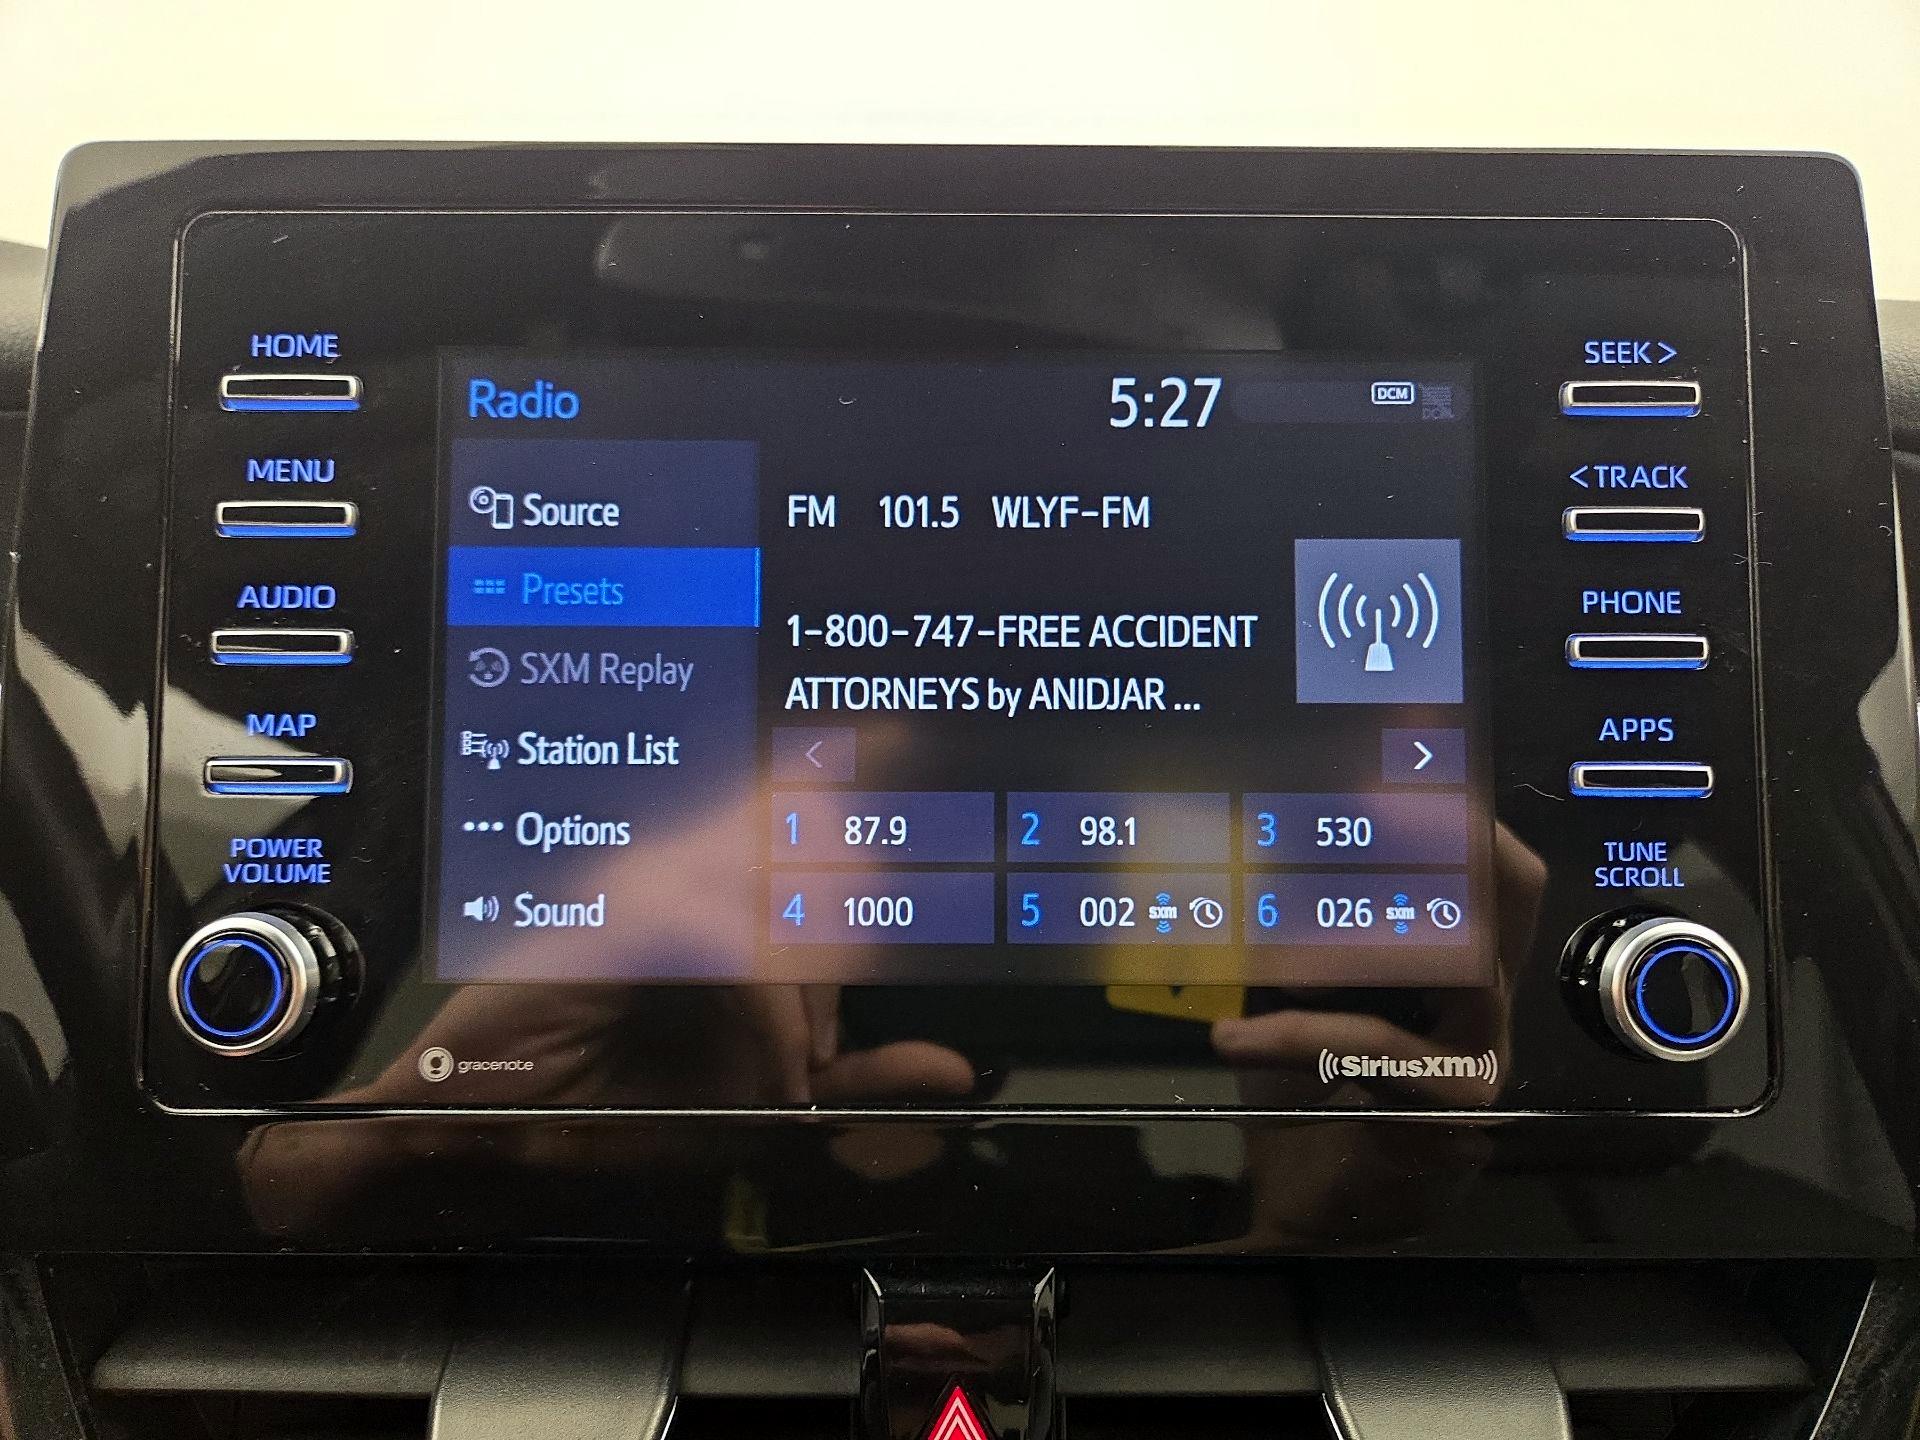 HOME
MENU
AUDIO
MAP
POWER
VOLUME
Radio
5:27
DCM
Source
Presets
SXM Replay
Station List
Options
Sound
FM 101.5 WLYF-FM
1-800-747-FREE ACCIDENT
ATTORNEYS by ANIDJAR ...
< >
1 87.9
2 98.1
3 530
4 1000
5 002 SXM
6 026 SXM
SEEK >
< TRACK
PHONE
APPS
TUNE
SCROLL
gracenote
((SiriusXM))